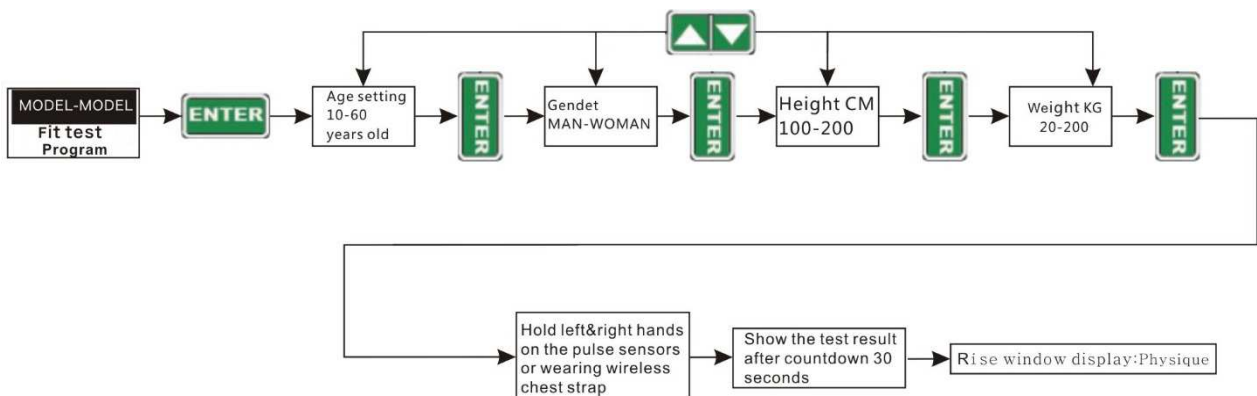 MODEL-MODEL
Fit test
Program
ENTER
Age setting
10-60
years old
ENTER
Gendet
MAN-WOMAN
ENTER
Height CM
100-200
ENTER
Weight KG
20-200
ENTER
Hold left&right hands
on the pulse sensors
or wearing wireless
chest strap
Show the test result
after countdown 30
seconds
Rise window display:Physique